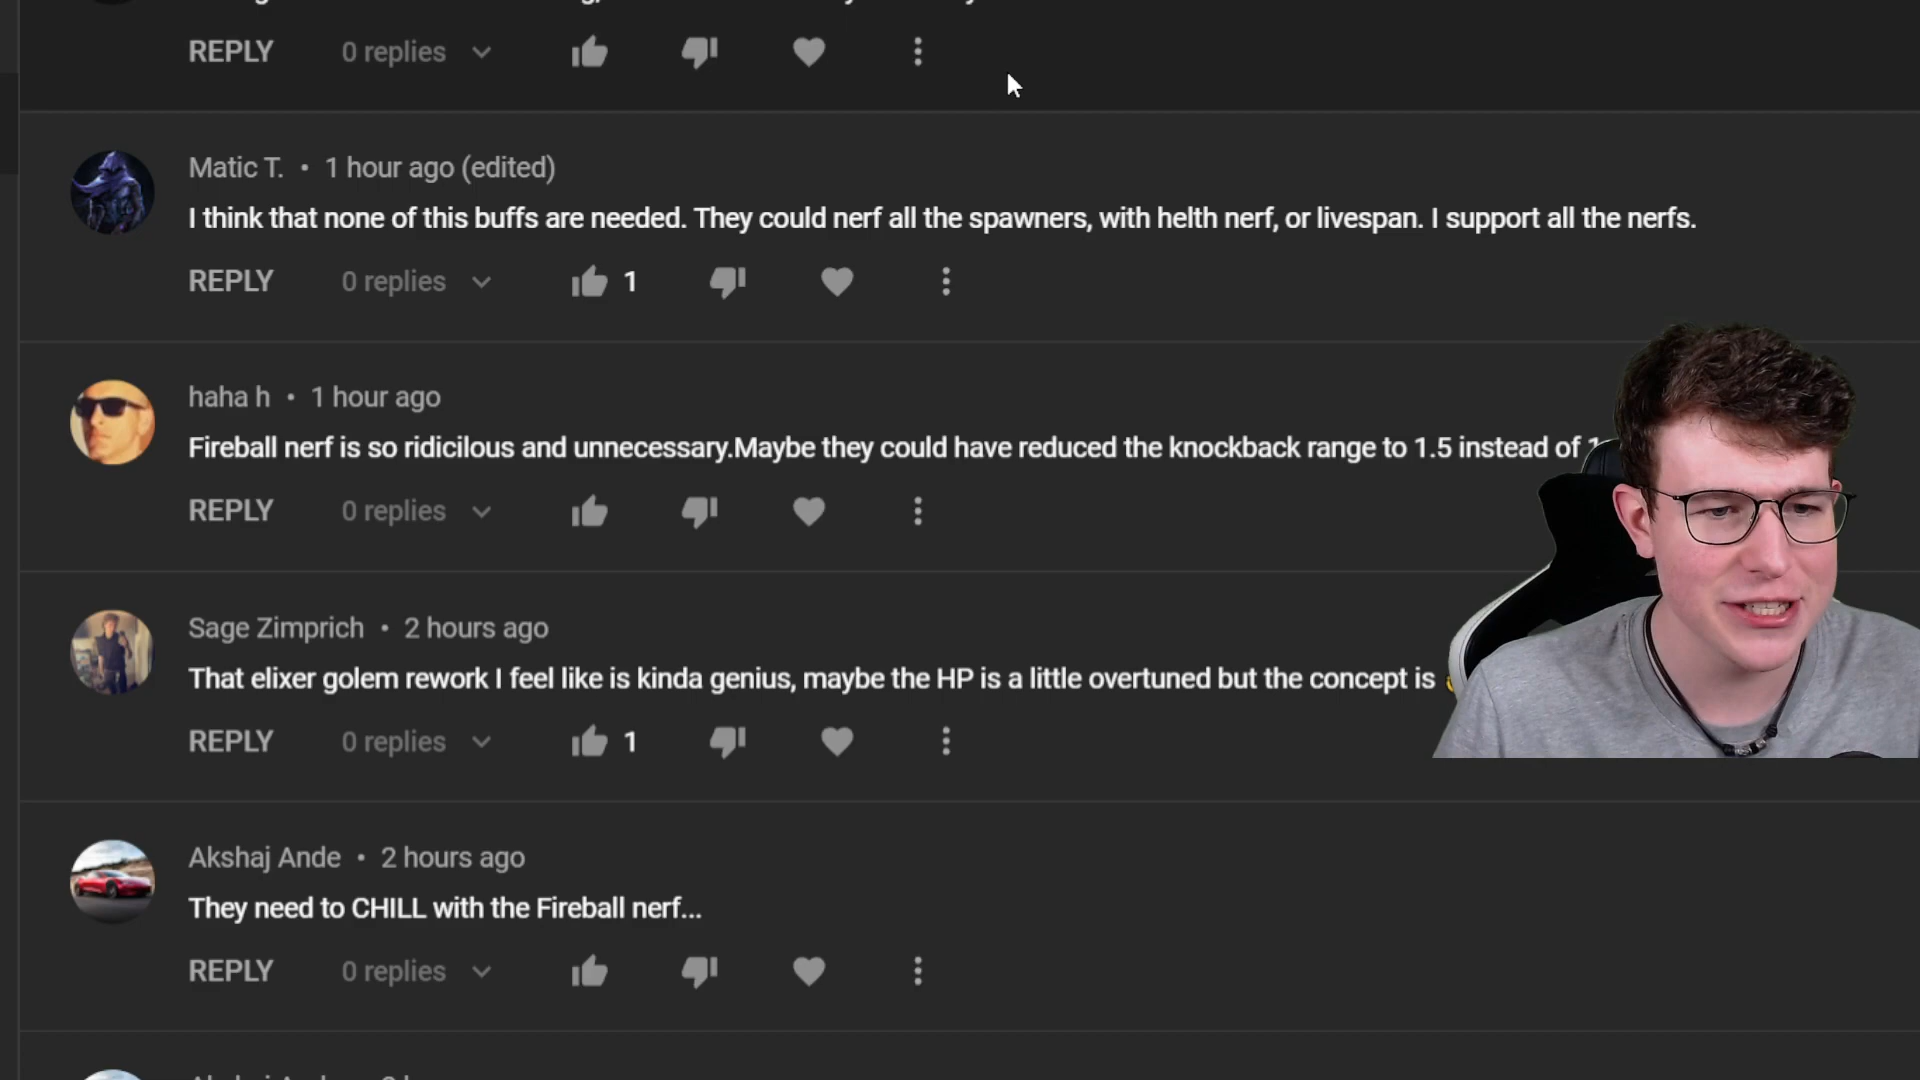 REPLY 0 replies
Matic T. • 1 hour ago (edited)
I think that none of this buffs are needed. They could nerf all the spawners, with helth nerf, or livespan. I support all the nerfs.
REPLY 0 replies 1
haha h • 1 hour ago
Fireball nerf is so ridicilous and unnecessary.Maybe they could have reduced the knockback range to 1.5 instead of
REPLY 0 replies
Sage Zimprich • 2 hours ago
That elixer golem rework I feel like is kinda genius, maybe the HP is a little overtuned but the concept is
REPLY 0 replies 1
Akshaj Ande • 2 hours ago
They need to CHILL with the Fireball nerf...
REPLY 0 replies